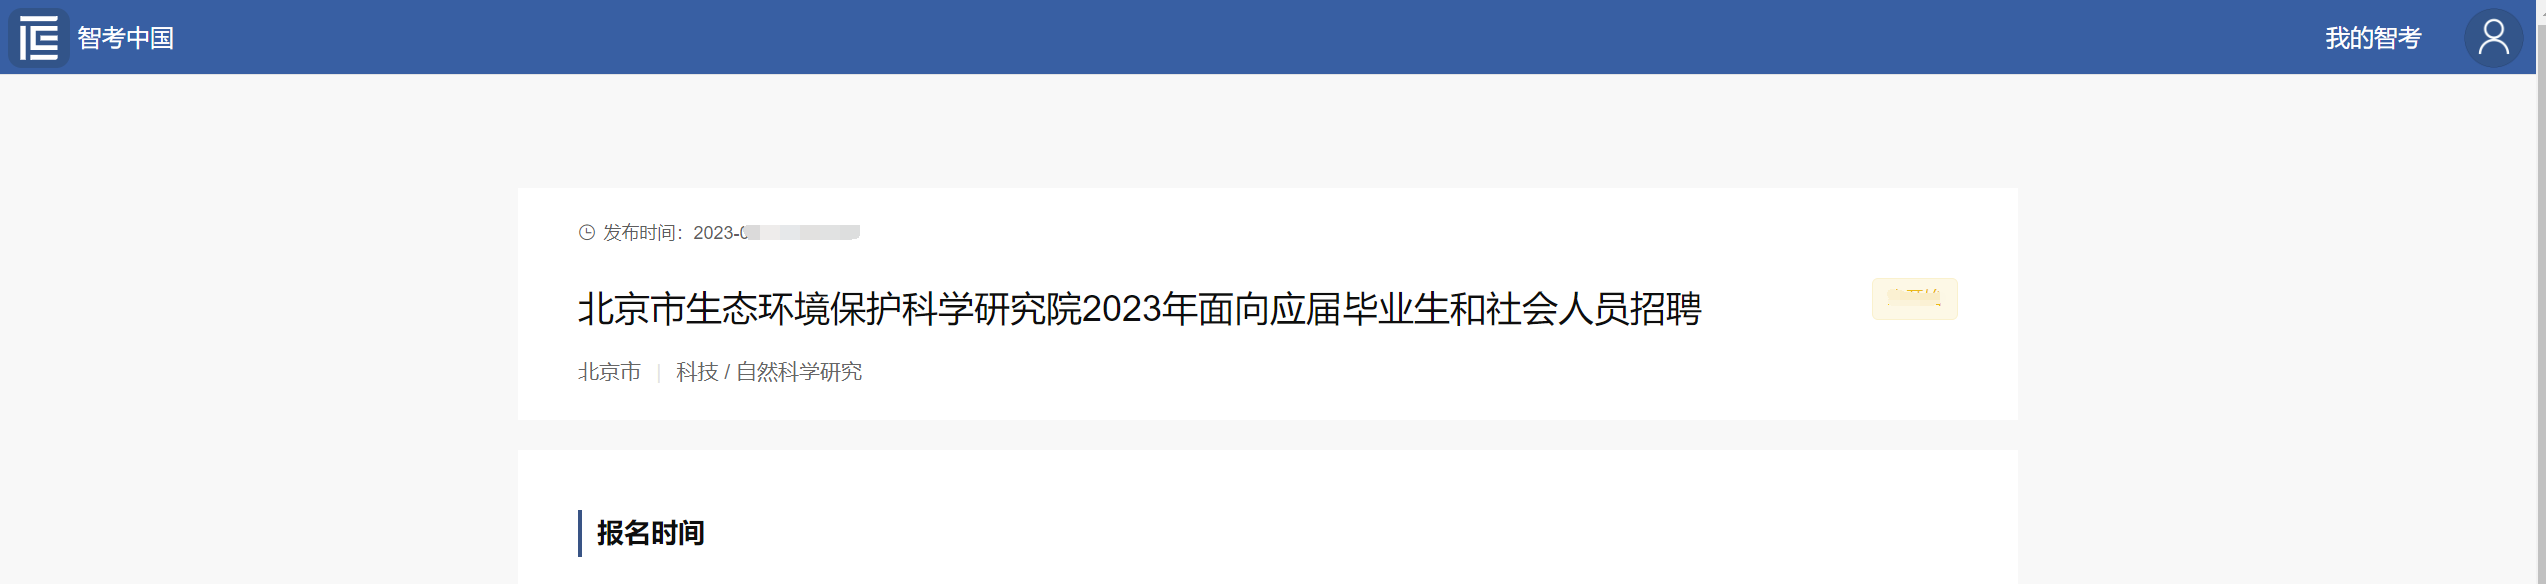 智考中国
我的智考
发布时间：2023-0
北京市生态环境保护科学研究院2023年面向应届毕业生和社会人员招聘
北京市 | 科技 / 自然科学研究
报名时间